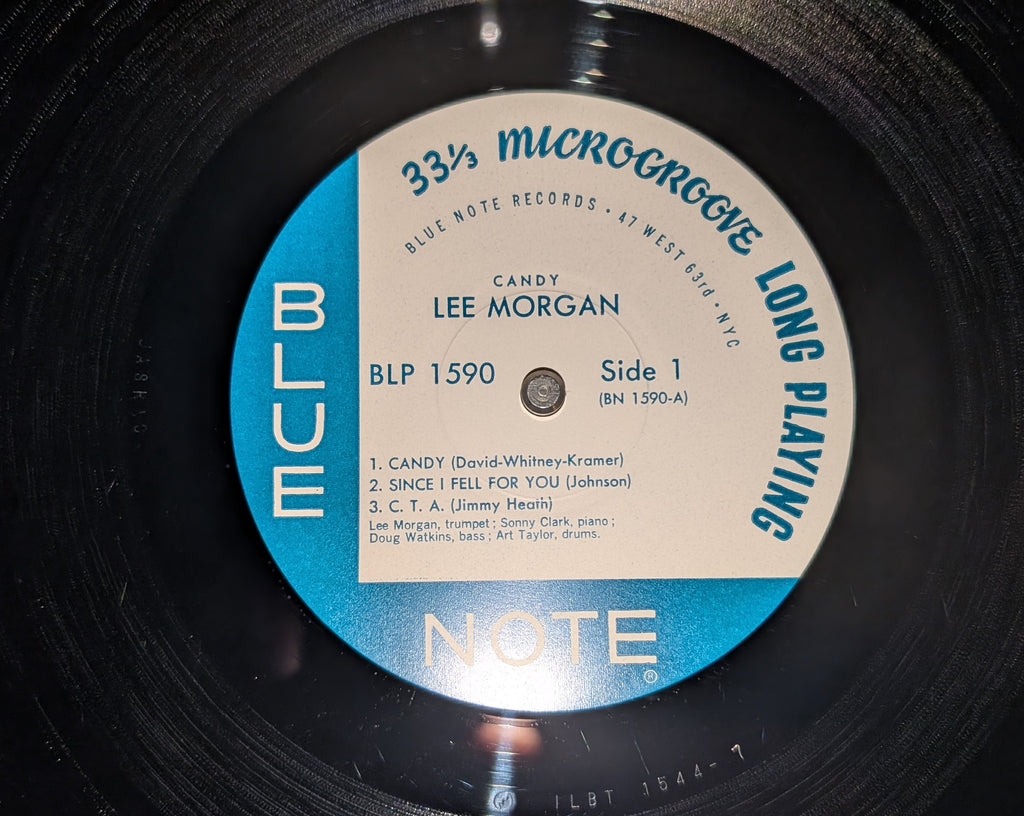 33⅓ MICROGROOVE LONG PLAYING
BLUE NOTE RECORDS • 47 WEST 63rd • NYC
CANDY
LEE MORGAN
BLP 1590
Side 1
(BN 1590-A)
1. CANDY (David-Whitney-Kramer)
2. SINCE I FELL FOR YOU (Johnson)
3. C. T. A. (Jimmy Heath)
Lee Morgan, trumpet; Sonny Clark, piano;
Doug Watkins, bass; Art Taylor, drums.
BLUE
NOTE®
1544-